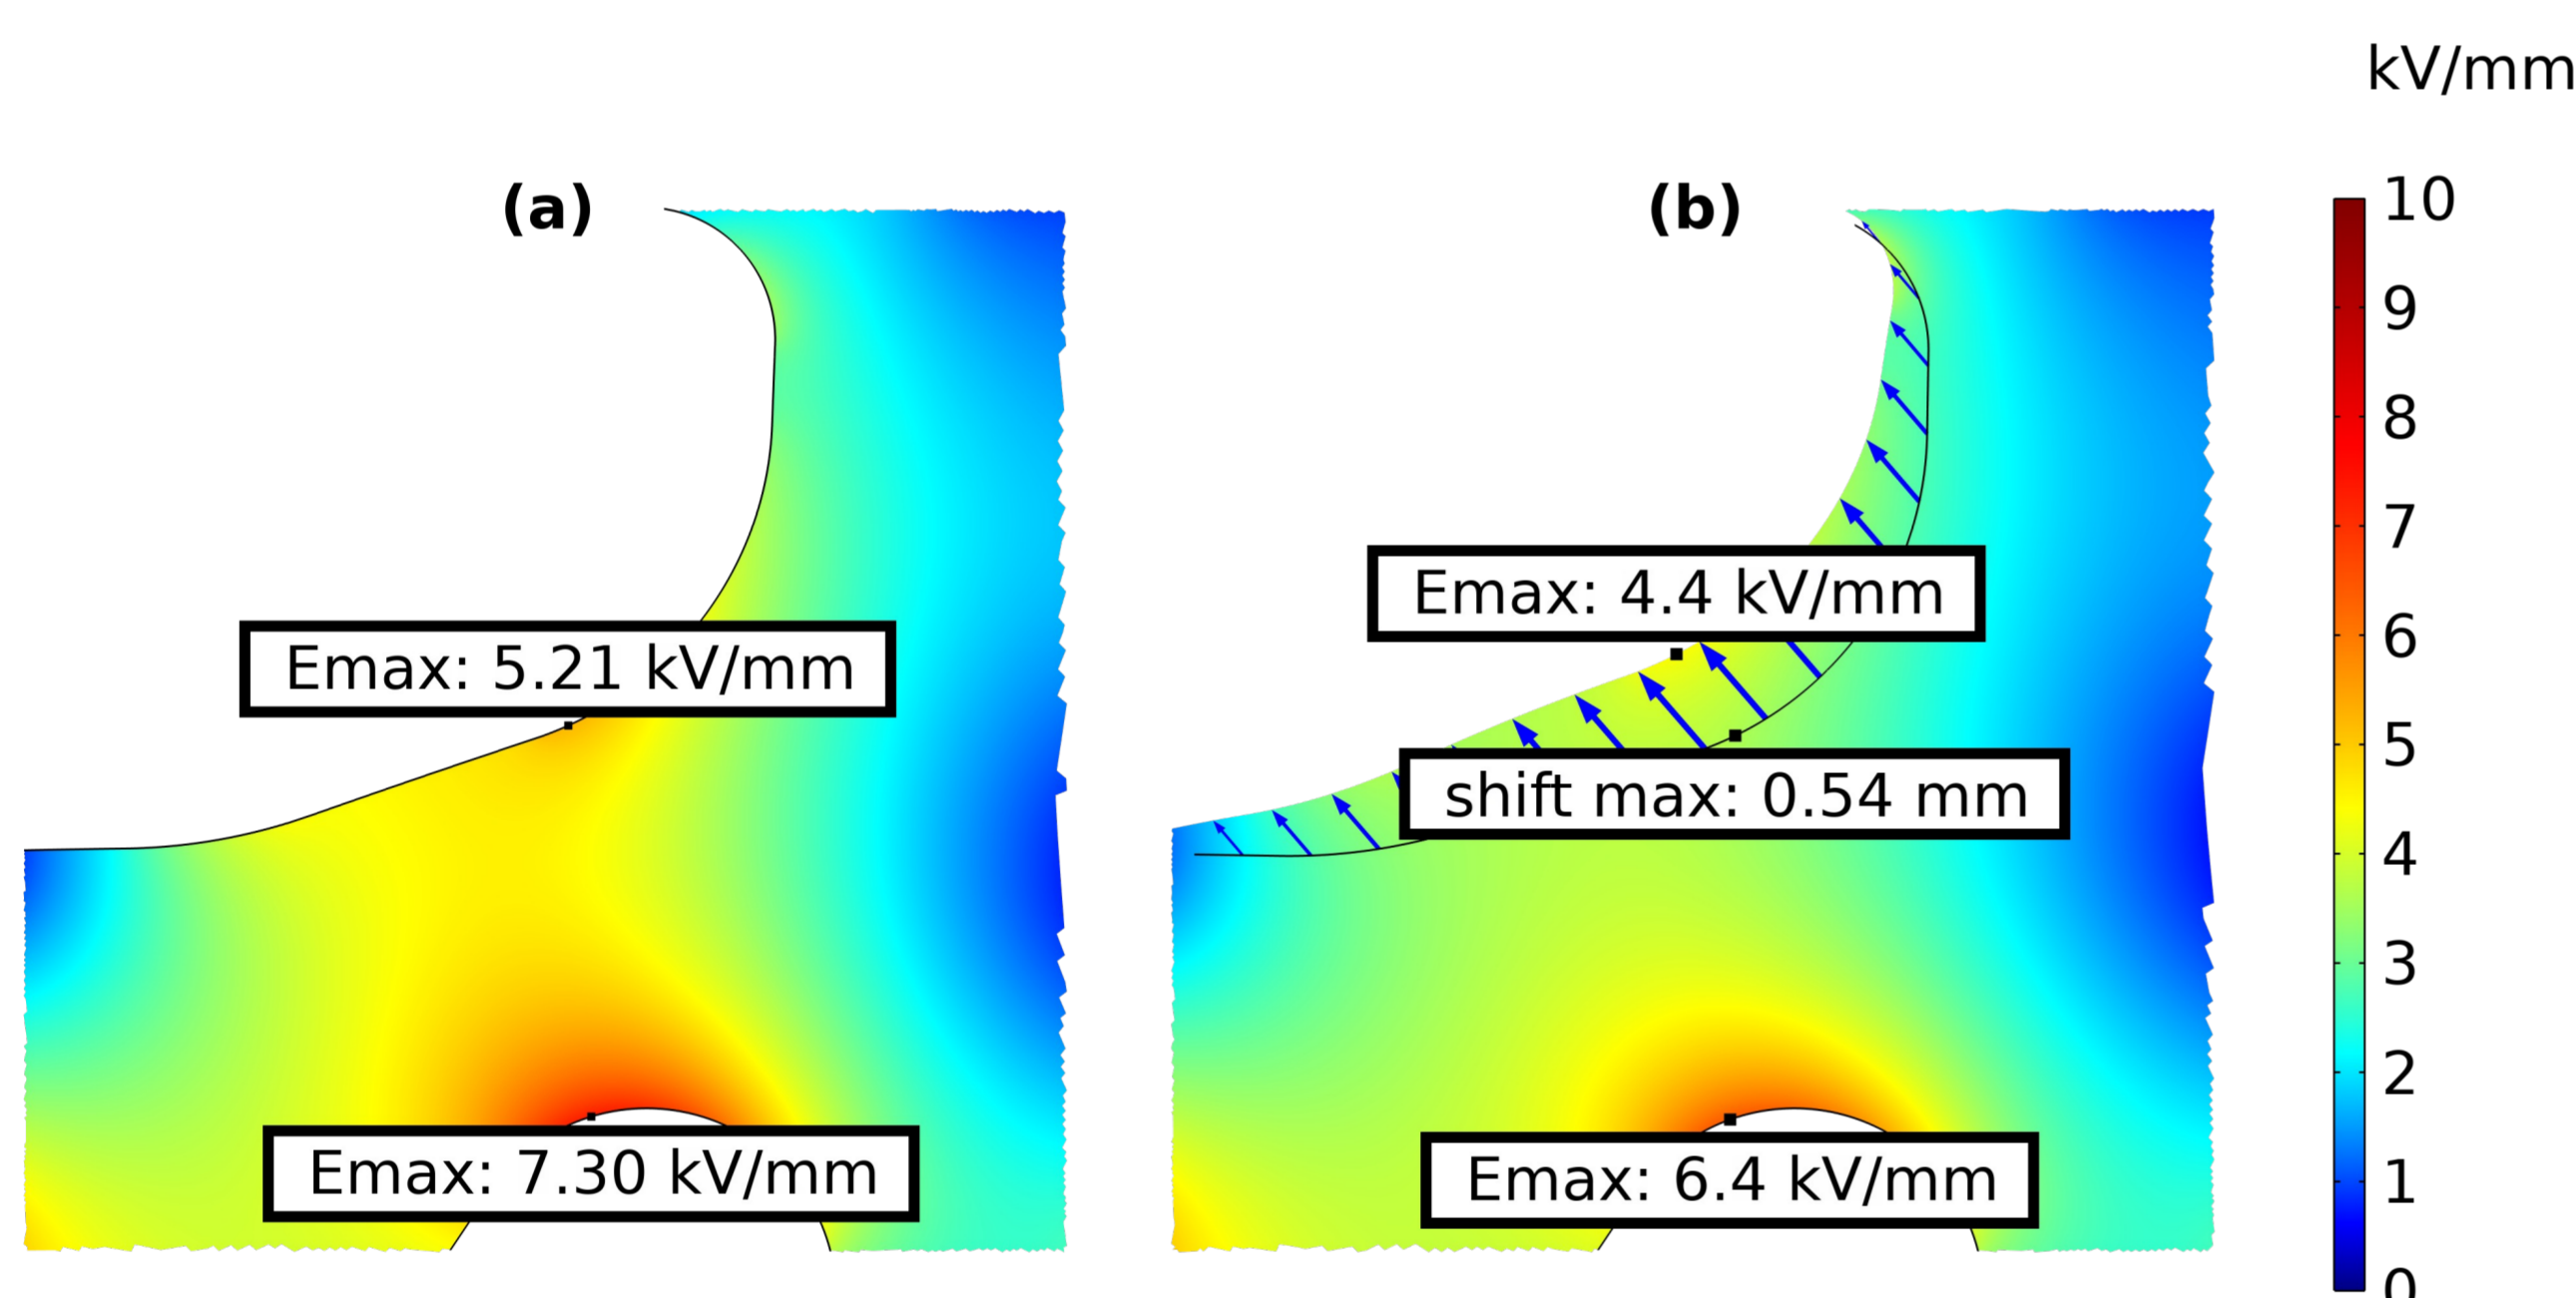 kV/mm
(a)
(b)
Emax: 5.21 kV/mm
Emax: 7.30 kV/mm
Emax: 4.4 kV/mm
shift max: 0.54 mm
Emax: 6.4 kV/mm
10
9
8
7
6
5
4
3
2
1
0